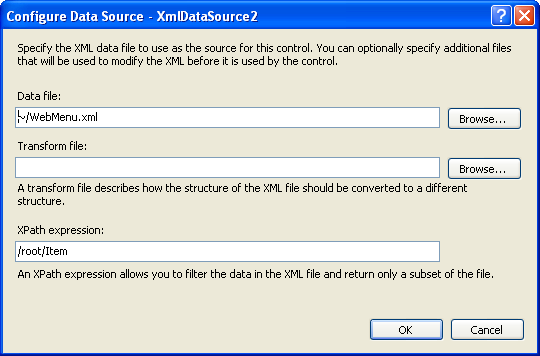 Configure Data Source - XmlDataSource2
Specify the XML data file to use as the source for this control. You can optionally specify additional files
that will be used to modify the XML before it is used by the control.
Data file:
~/WebMenu.xml
Browse...
Transform file:
Browse...
A transform file describes how the structure of the XML file should be converted to a different
structure.
XPath expression:
/root/Item
An XPath expression allows you to filter the data in the XML file and return only a subset of the file.
OK
Cancel